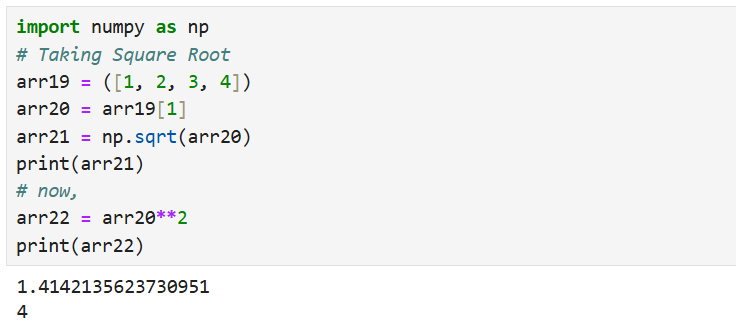 import numpy as np
# Taking Square Root
arr19 = ([1, 2, 3, 4])
arr20 = arr19[1]
arr21 = np.sqrt(arr20)
print(arr21)
# now,
arr22 = arr20**2
print(arr22)
1.4142135623730951
4